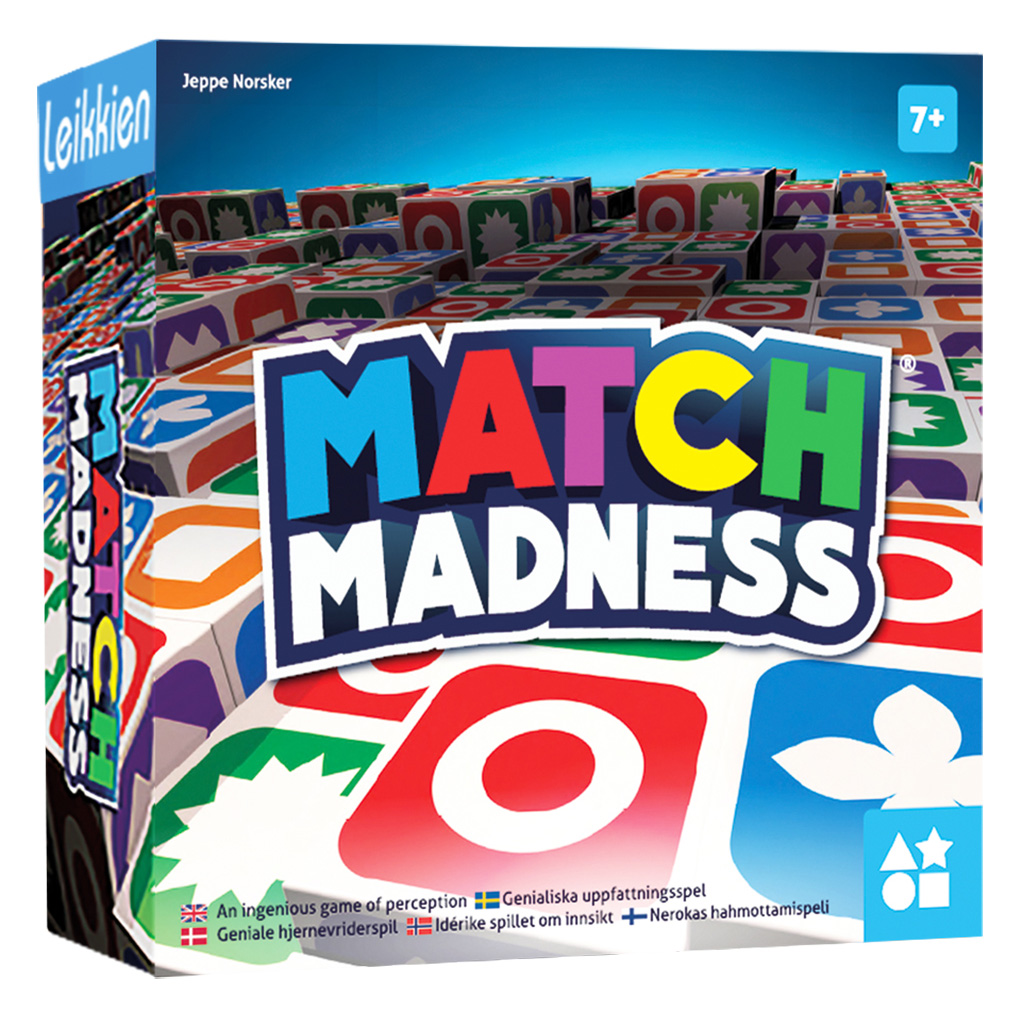 Leikkien
Jeppe Norsker
7+
MATCH
MADNESS
®
MATCH
MADNESS
An ingenious game of perception
Genialiska uppfattningsspel
Geniale hjernevriderspil
Idérike spillet om innsikt
Nerokas hahmottamispeli